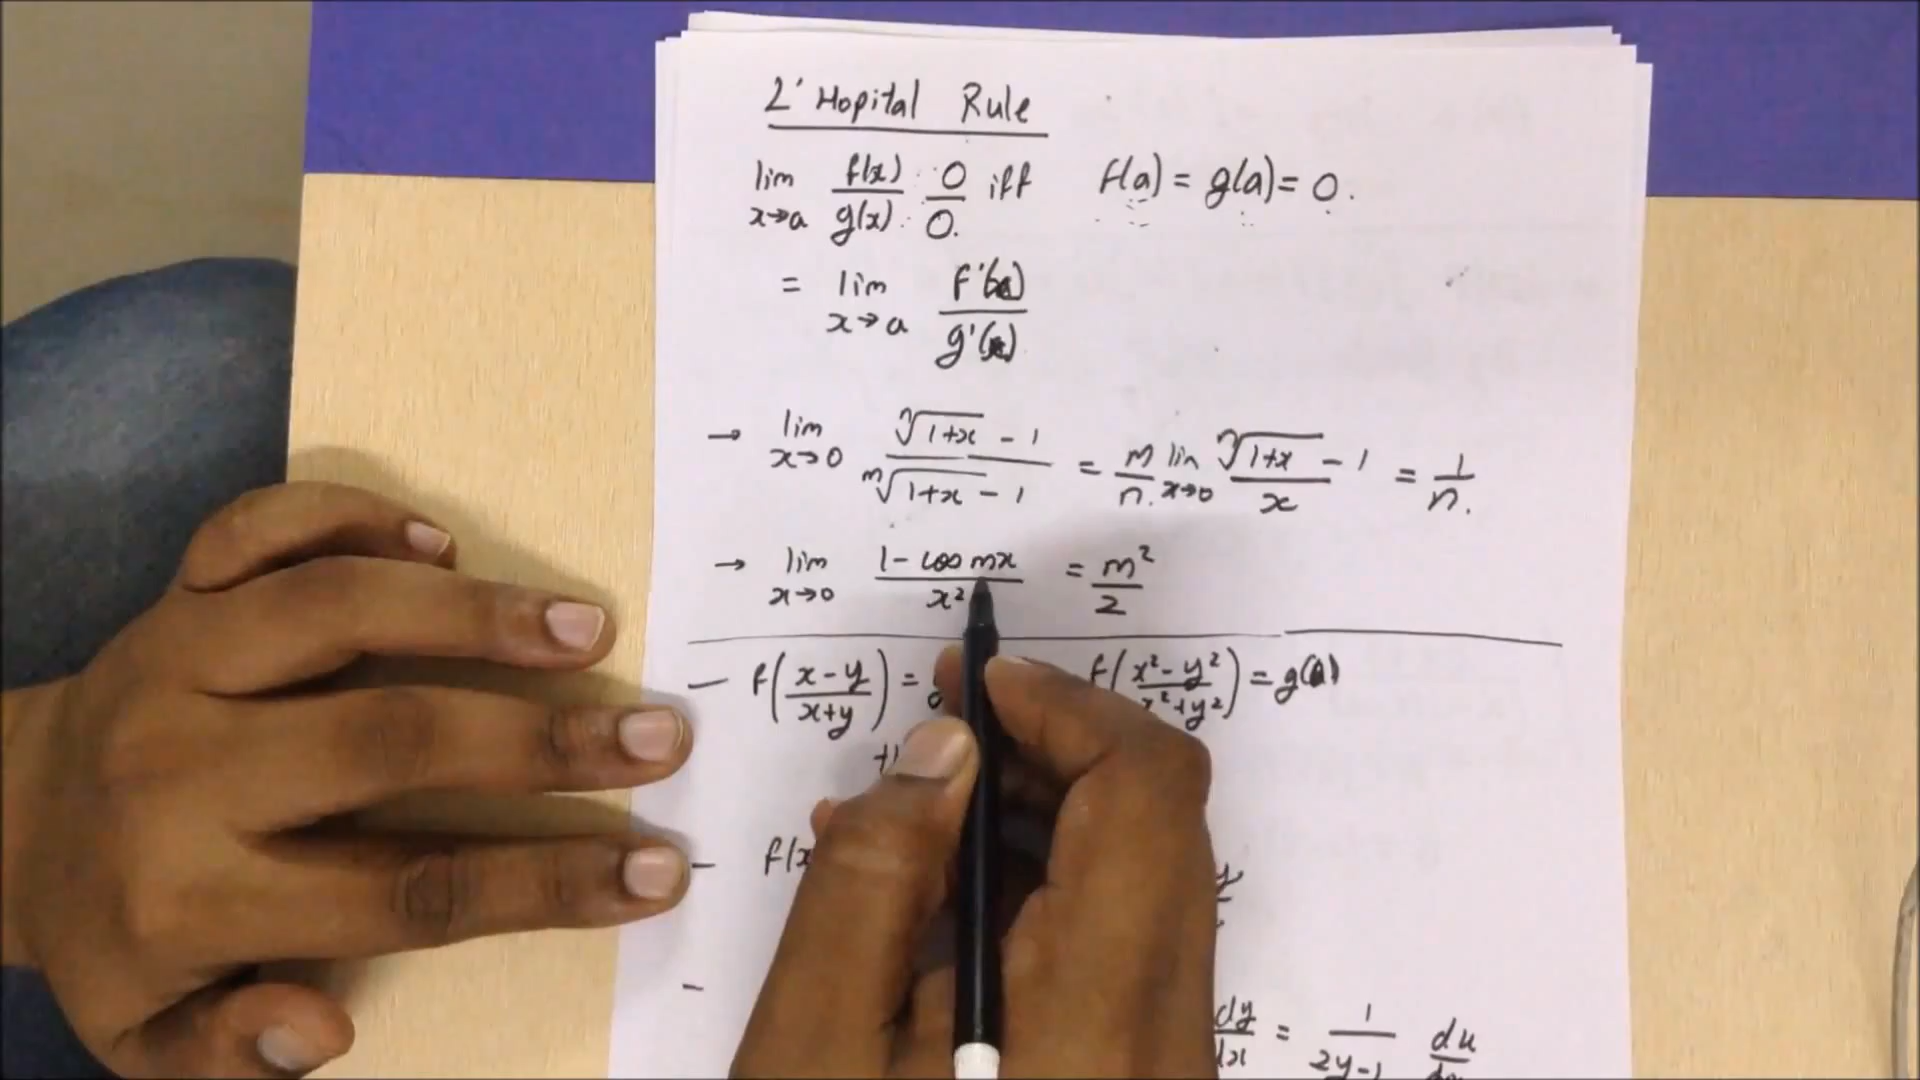 L'Hopital Rule
lim x→a f(x)/g(x) : 0/0. iff f(a) = g(a) = 0.
= lim x→a f'(x)/g'(x)
→ lim x→0 (ⁿ√(1+x) - 1)/(ᵐ√(1+x) - 1) = m/n. lim x→0 (ⁿ√(1+x) - 1)/x = 1/n.
→ lim x→0 (1 - cos mx)/x² = m²/2
— f((x-y)/(x+y)) = f((x²-y²)/(x²+y²)) = g(a)
— f(x
—
dy/dx = 1/(2y-1) du